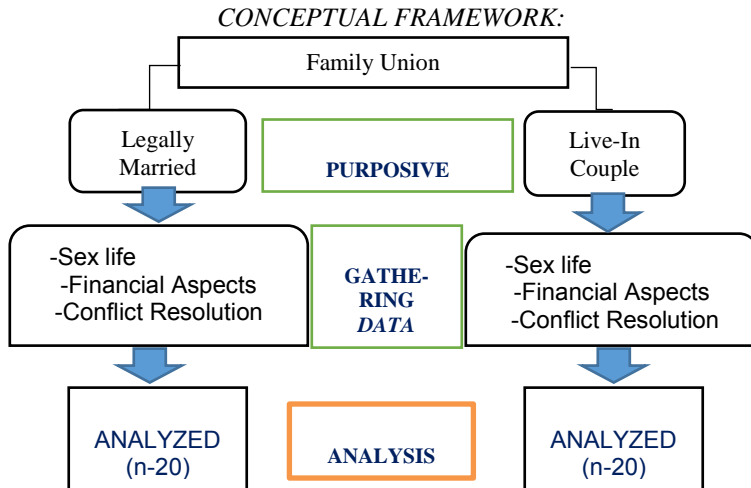 CONCEPTUAL FRAMEWORK:
Family Union
Legally
Married
PURPOSIVE
Live-In
Couple
-Sex life
-Financial Aspects
-Conflict Resolution
GATHE-
RING
DATA
-Sex life
-Financial Aspects
-Conflict Resolution
ANALYZED
(n-20)
ANALYSIS
ANALYZED
(n-20)